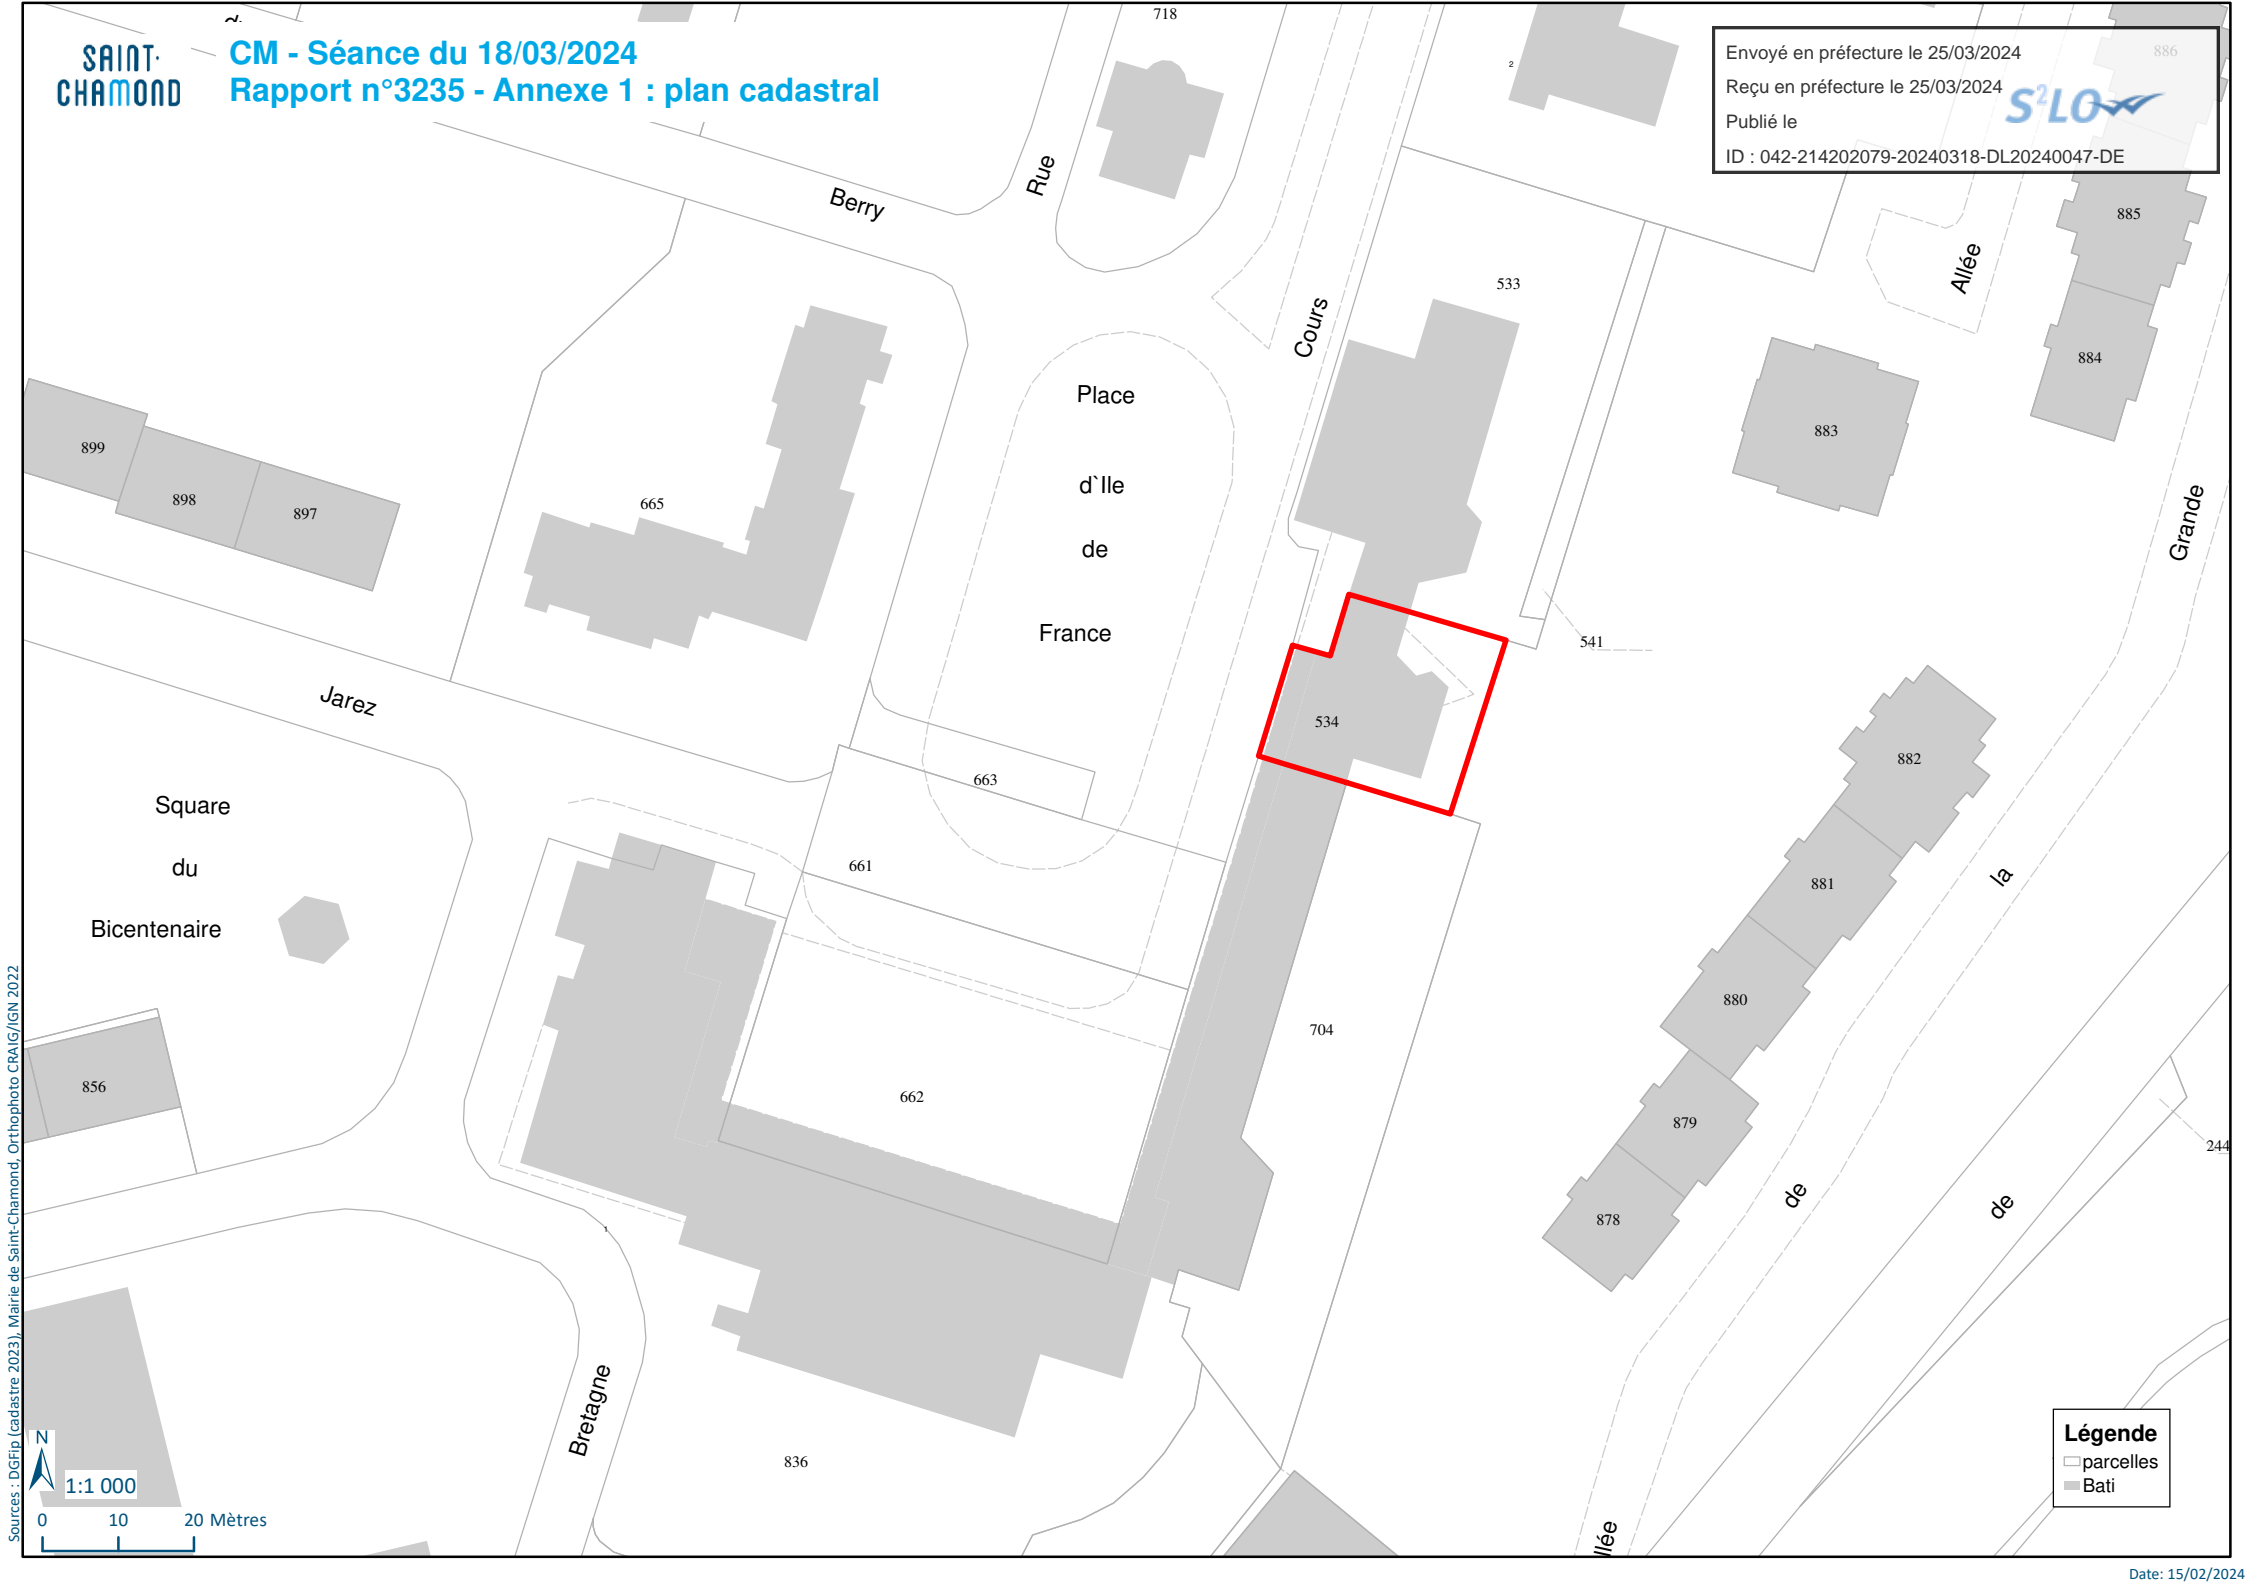 SAINT-
CHAMOND
CM - Séance du 18/03/2024
Rapport n°3235 - Annexe 1 : plan cadastral
Envoyé en préfecture le 25/03/2024
Reçu en préfecture le 25/03/2024
S²LO
Publié le
ID : 042-214202079-20240318-DL20240047-DE
718
2
886
885
884
883
Rue
Berry
Cours
533
Allée
Grande
Place
d`Ile
de
France
899
898
897
665
541
Jarez
534
663
661
882
881
880
879
878
Square
du
Bicentenaire
856
662
704
la
de
de
244
1
Bretagne
836
llée
Légende
parcelles
Bati
N
1:1 000
0 10 20 Mètres
Sources : DGFip (cadastre 2023), Mairie de Saint-Chamond, Orthophoto CRAIG/IGN 2022
Date: 15/02/2024